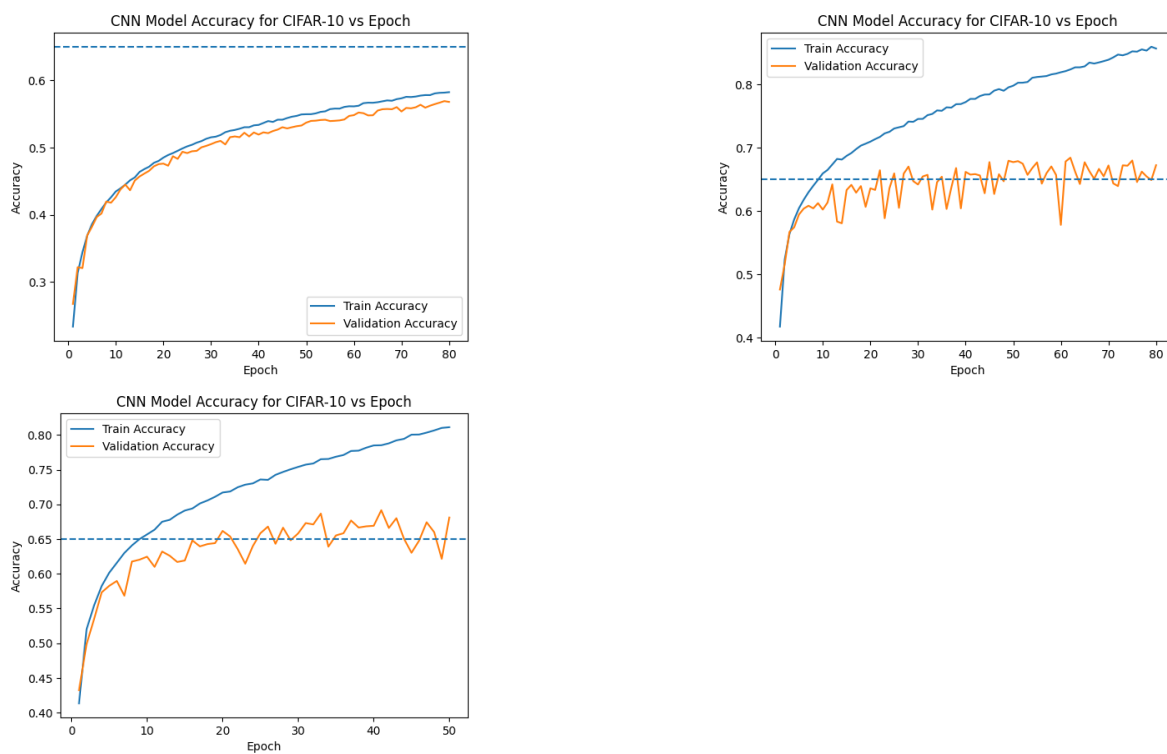 CNN Model Accuracy for CIFAR-10 vs Epoch
0.6
0.5
0.4
0.3
Accuracy
Train Accuracy
Validation Accuracy
0 10 20 30 40 50 60 70 80
Epoch
CNN Model Accuracy for CIFAR-10 vs Epoch
Train Accuracy
Validation Accuracy
0.8
0.7
0.6
0.5
0.4
Accuracy
0 10 20 30 40 50 60 70 80
Epoch
CNN Model Accuracy for CIFAR-10 vs Epoch
Train Accuracy
Validation Accuracy
0.80
0.75
0.70
0.65
0.60
0.55
0.50
0.45
0.40
Accuracy
0 10 20 30 40 50
Epoch